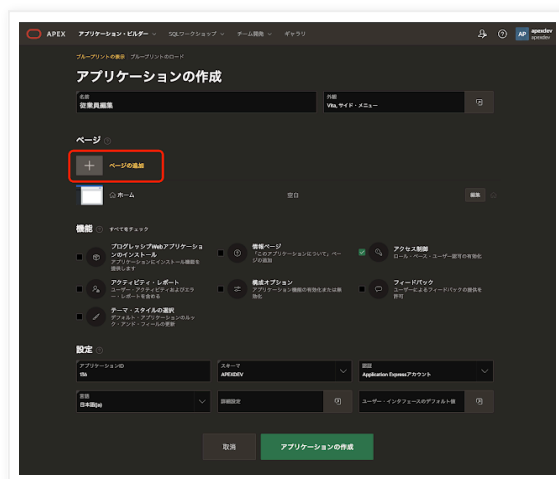 APEX アプリケーション・ビルダー SQLワークショップ チーム開発 ギャラリ AP apexdev
apexdev
ブループリントの表示 ブループリントのロード
アプリケーションの作成
名前
従業員編集
外観
Vita, サイド・メニュー
ページ
ページの追加
ホーム 空白 編集
機能 すべてをチェック
プログレッシブWebアプリケーションのインストール
アプリケーションにインストール機能を提供します
情報ページ
「このアプリケーションについて」ページの追加
アクセス制御
ロール・ベース・ユーザー認可の有効化
アクティビティ・レポート
ユーザー・アクティビティおよびエラー・レポートを含める
構成オプション
アプリケーション機能の有効化または無効化
フィードバック
ユーザーによるフィードバックの提供を許可
テーマ・スタイルの選択
デフォルト・アプリケーションのルック・アンド・フィールの更新
設定
アプリケーションID
136
スキーマ
APEXDEV
認証
Application Expressアカウント
言語
日本語(ja)
詳細設定
ユーザー・インタフェースのデフォルト値
取消 アプリケーションの作成